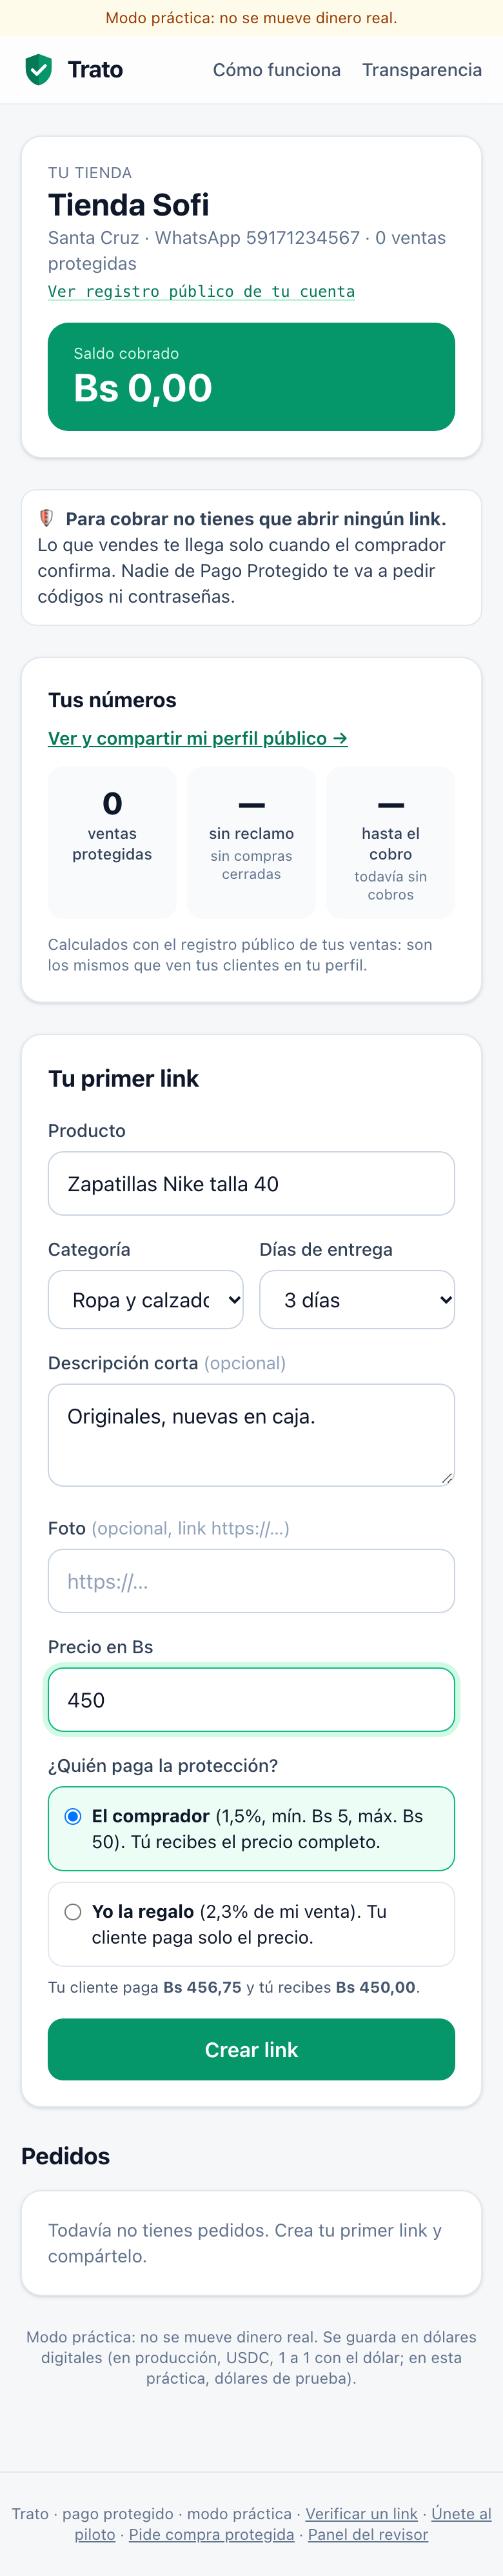 Modo práctica: no se mueve dinero real.
Trato
Cómo funciona
Transparencia
TU TIENDA
Tienda Sofi
Santa Cruz · WhatsApp 59171234567 · 0 ventas
protegidas
Ver registro público de tu cuenta
Saldo cobrado
Bs 0,00
Para cobrar no tienes que abrir ningún link.
Lo que vendes te llega solo cuando el comprador
confirma. Nadie de Pago Protegido te va a pedir
códigos ni contraseñas.
Tus números
Ver y compartir mi perfil público →
0
ventas
protegidas
—
sin reclamo
sin compras
cerradas
—
hasta el
cobro
todavía sin
cobros
Calculados con el registro público de tus ventas: son
los mismos que ven tus clientes en tu perfil.
Tu primer link
Producto
Zapatillas Nike talla 40
Categoría
Ropa y calzado
Días de entrega
3 días
Descripción corta (opcional)
Originales, nuevas en caja.
Foto (opcional, link https://...)
https://...
Precio en Bs
450
¿Quién paga la protección?
El comprador (1,5%, mín. Bs 5, máx. Bs
50). Tú recibes el precio completo.
Yo la regalo (2,3% de mi venta). Tu
cliente paga solo el precio.
Tu cliente paga Bs 456,75 y tú recibes Bs 450,00.
Crear link
Pedidos
Todavía no tienes pedidos. Crea tu primer link y
compártelo.
Modo práctica: no se mueve dinero real. Se guarda en dólares
digitales (en producción, USDC, 1 a 1 con el dólar; en esta
práctica, dólares de prueba).
Trato · pago protegido · modo práctica · Verificar un link · Únete al
piloto · Pide compra protegida · Panel del revisor